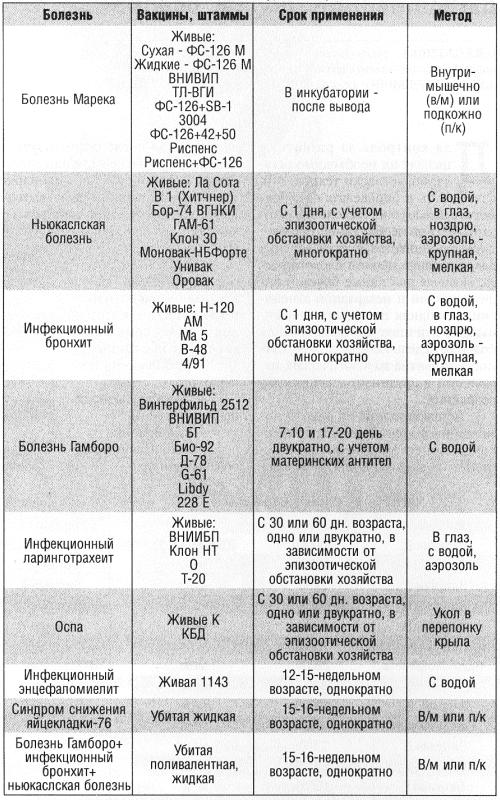 Болезнь
Вакцины, штаммы
Срок применения
Метод
Болезнь Марека
Живые:
Сухая - ФС-126 М
Жидкие - ФС-126 М
ВНИВИП
ТЛ-ВГИ
ФС-126+SB-1
3004
ФС-126+42+50
Риспенс
Риспенс+ФС-126
В инкубатории -
после вывода
Внутри-
мышечно
(в/м) или
подкожно
(п/к)
Ньюкаслская
болезнь
Живые: Ла Сота
В 1 (Хитчнер)
Бор-74 ВГНКИ
ГАМ-61
Клон 30
Моновак-НБФорте
Унивак
Оровак
С 1 дня, с учетом
эпизоотической
обстановки хозяйства,
многократно
С водой,
в глаз,
ноздрю,
аэрозоль -
крупная,
мелкая
Инфекционный
бронхит
Живые: Н-120
АМ
Ма 5
В-48
4/91
С 1 дня, с учетом
эпизоотической
обстановки хозяйства,
многократно
С водой,
в глаз,
ноздрю,
аэрозоль -
крупная,
мелкая
Болезнь Гамборо
Живые:
Винтерфильд 2512
ВНИВИП
БГ
Био-92
Д-78
G-61
Libdy
228 Е
7-10 и 17-20 день
двукратно, с учетом
материнских антител
С водой
Инфекционный
ларинготрахеит
Живые:
ВНИИБП
Клон НТ
О
Т-20
С 30 или 60 дн. возраста,
одно или двукратно, в
зависимости от
эпизоотической
обстановки хозяйства
В глаз,
с водой,
аэрозоль
Оспа
Живые К
КБД
С 30 или 60 дн. возраста,
одно или двукратно, в
зависимости от
эпизоотической
обстановки хозяйства
Укол в
перепонку
крыла
Инфекционный
энцефаломиелит
Живая 1143
12-15-недельном
возрасте, однократно
С водой
Синдром снижения
яйцекладки-76
Убитая жидкая
15-16-недельном
возрасте, однократно
В/м или п/к
Болезнь Гамборо+
инфекционный
бронхит+
ньюкаслская болезнь
Убитая
поливалентная,
жидкая
15-16-недельном
возрасте, однократно
В/м или п/к